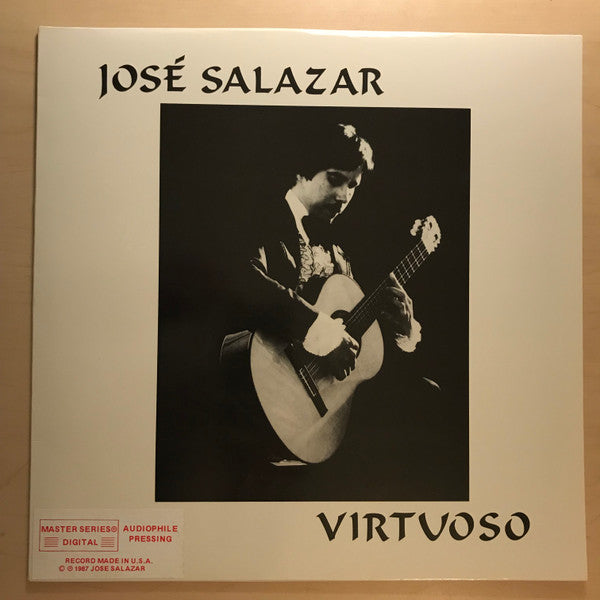 JOSÉ SALAZAR
VIRTUOSO
MASTER SERIES®
DIGITAL
AUDIOPHILE
PRESSING
RECORD MADE IN U.S.A.
© ℗ 1987 JOSE SALAZAR